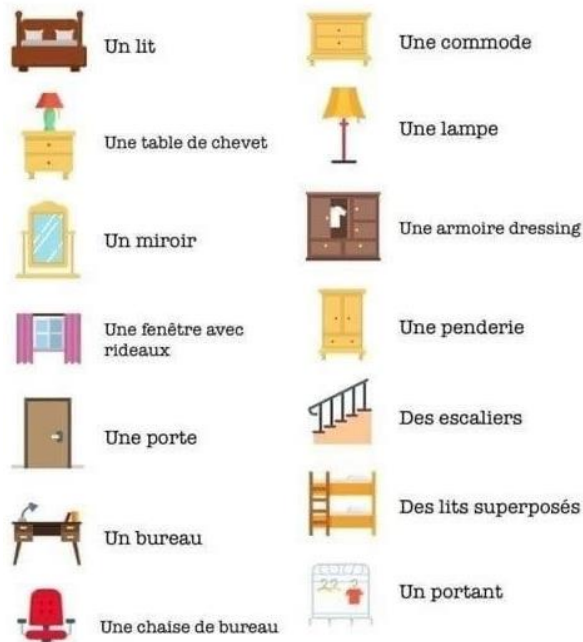 Un lit
Une table de chevet
Un miroir
Une fenêtre avec
rideaux
Une porte
Un bureau
Une chaise de bureau
Une commode
Une lampe
Une armoire dressing
Une penderie
Des escaliers
Des lits superposés
Un portant